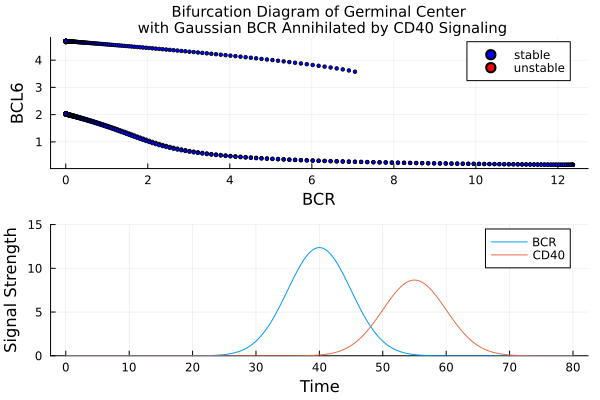 Bifurcation Diagram of Germinal Center
with Gaussian BCR Annihilated by CD40 Signaling
BCL6
4
3
2
1
stable
unstable
0 2 4 6 8 10 12
BCR
Signal Strength
15
10
5
0
BCR
CD40
0 10 20 30 40 50 60 70 80
Time